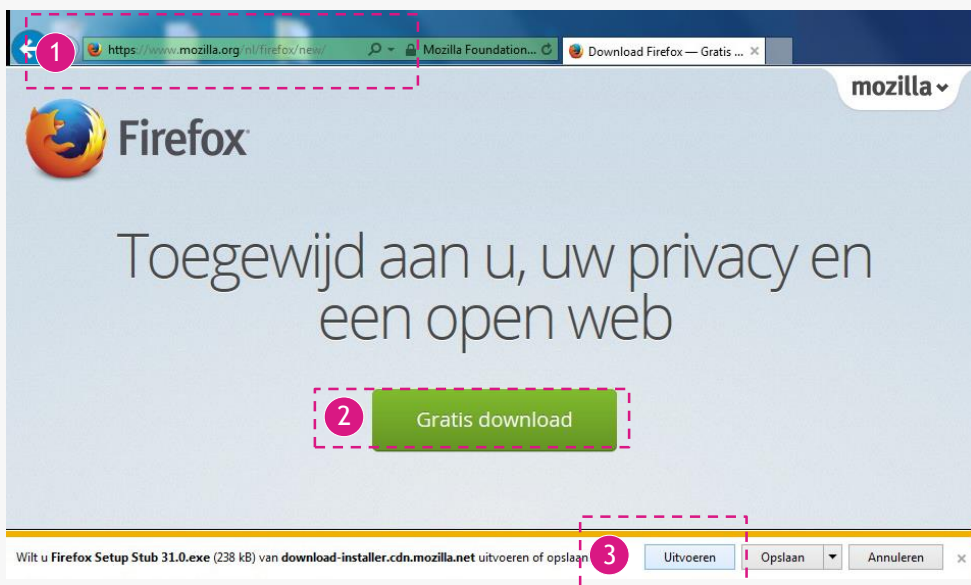 1
https://www.mozilla.org/nl/firefox/new/ Mozilla Foundation... Download Firefox — Gratis ...
mozilla
Firefox
Toegewijd aan u, uw privacy en
een open web
2
Gratis download
3
Wilt u Firefox Setup Stub 31.0.exe (238 kB) van download-installer.cdn.mozilla.net uitvoeren of opslaan Uitvoeren Opslaan Annuleren